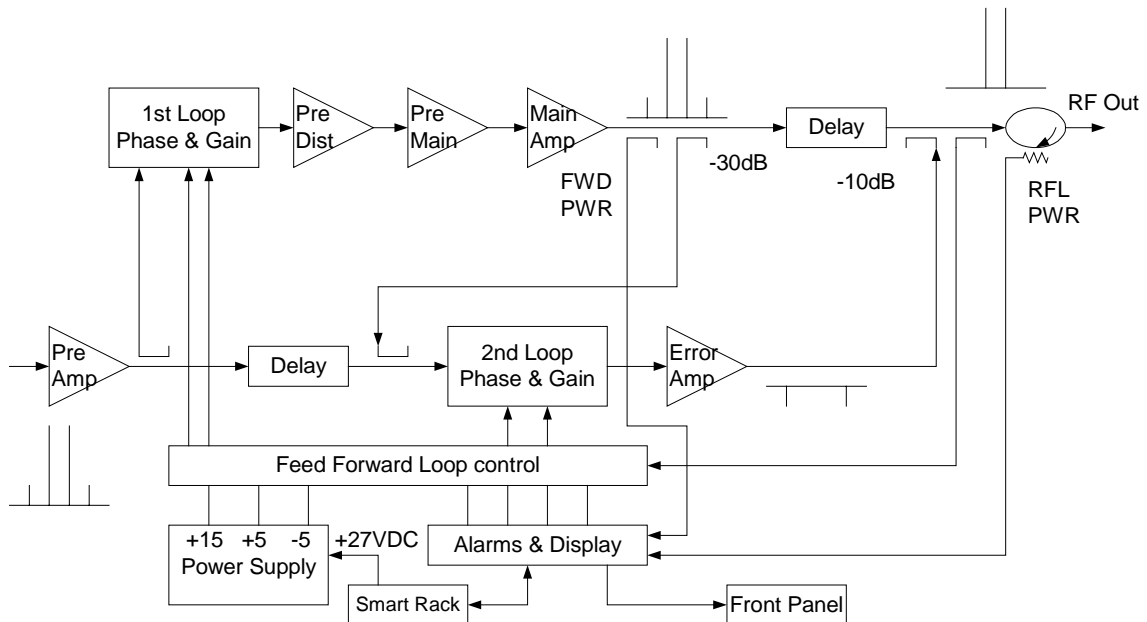 RF Out
1st Loop
Phase & Gain
Pre
Dist
Pre
Main
Main
Amp
Delay
-30dB
-10dB
FWD
PWR
RFL
PWR
Pre
Amp
Delay
2nd Loop
Phase & Gain
Error
Amp
Feed Forward Loop control
+15 +5 -5
Power Supply
+27VDC
Alarms & Display
Smart Rack
Front Panel